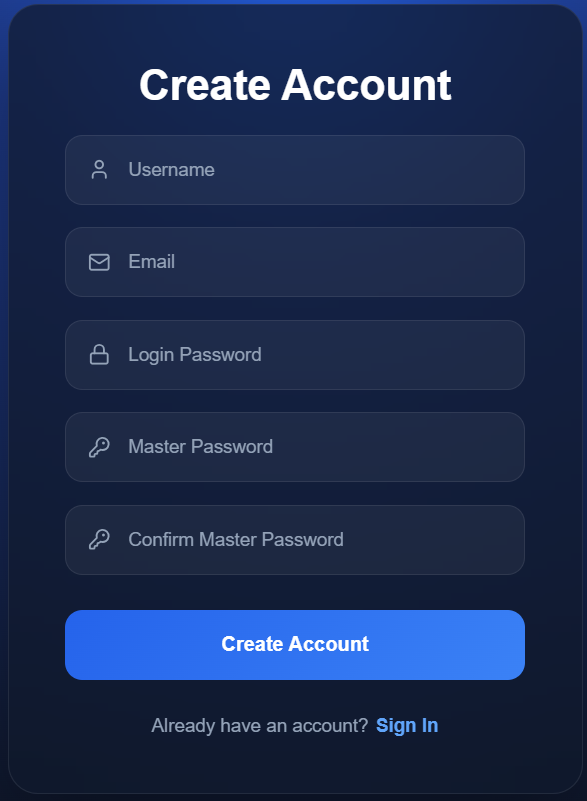 Create Account
Username
Email
Login Password
Master Password
Confirm Master Password
Create Account
Already have an account? Sign In